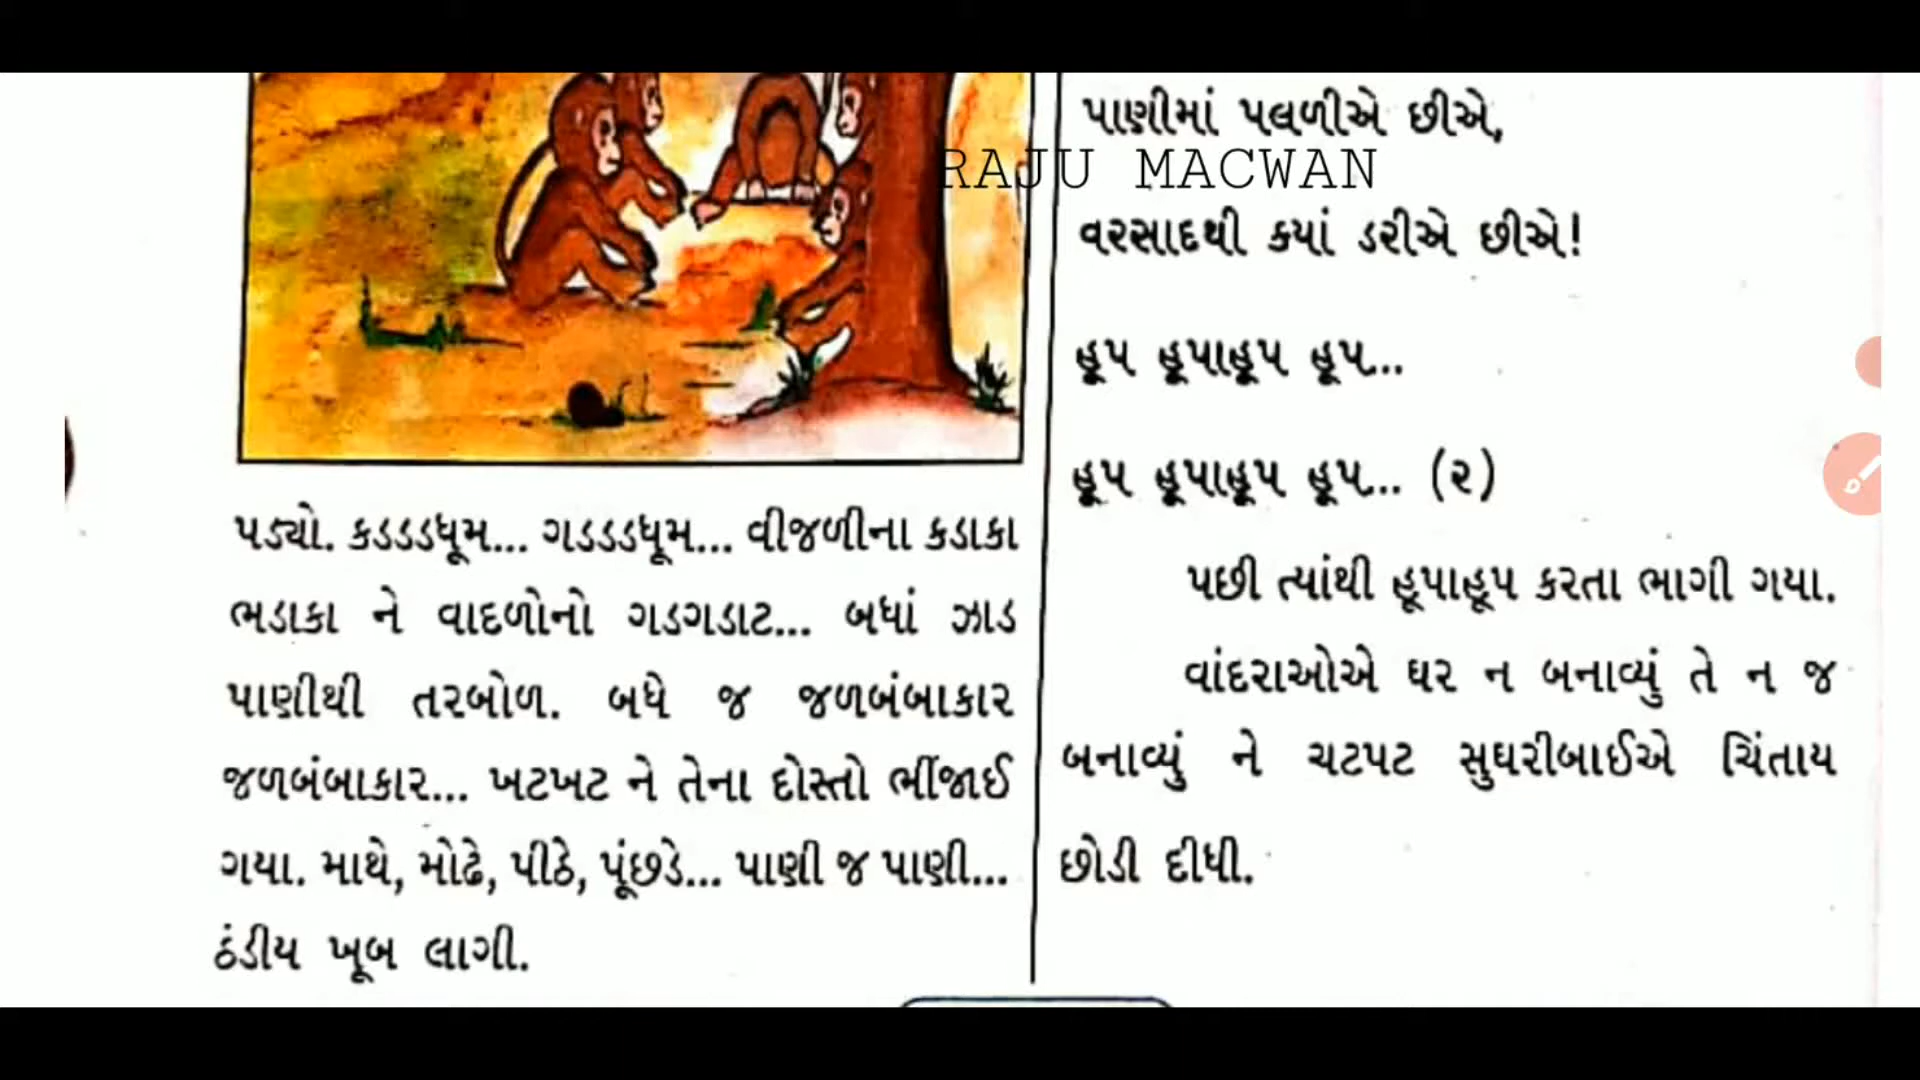 પડ્યો. કડડડધૂમ... ગડડડધૂમ... વીજળીના કડાકા
ભડાકા ને વાદળોનો ગડગડાટ... બધાં ઝાડ
પાણીથી તરબોળ. બધે જ જળબંબાકાર
જળબંબાકાર... ખટખટ ને તેના દોસ્તો ભીંજાઈ
ગયા. માથે, મોઢે, પીઠે, પૂંછડે... પાણી જ પાણી...
ઠંડીય ખૂબ લાગી.
પાણીમાં પલળીએ છીએ,
RAJU MACWAN
વરસાદથી કયાં ડરીએ છીએ!
હૂપ હૂપાહૂપ હૂપ...
હૂપ હૂપાહૂપ હૂપ... (૨)
પછી ત્યાંથી હૂપાહૂપ કરતા ભાગી ગયા.
વાંદરાઓએ ઘર ન બનાવ્યું તે ન જ
બનાવ્યું ને ચટપટ સુઘરીબાઈએ ચિંતાય
છોડી દીધી.